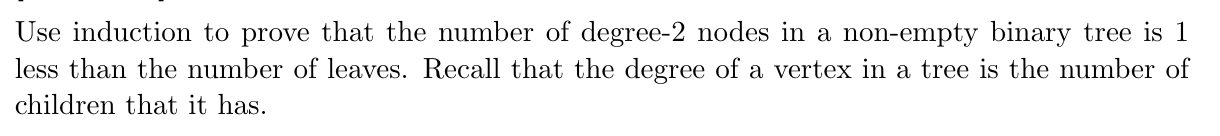 Use induction to prove that the number of degree-2 nodes in a non-empty binary tree is 1
less than the number of leaves. Recall that the degree of a vertex in a tree is the number of
children that it has.